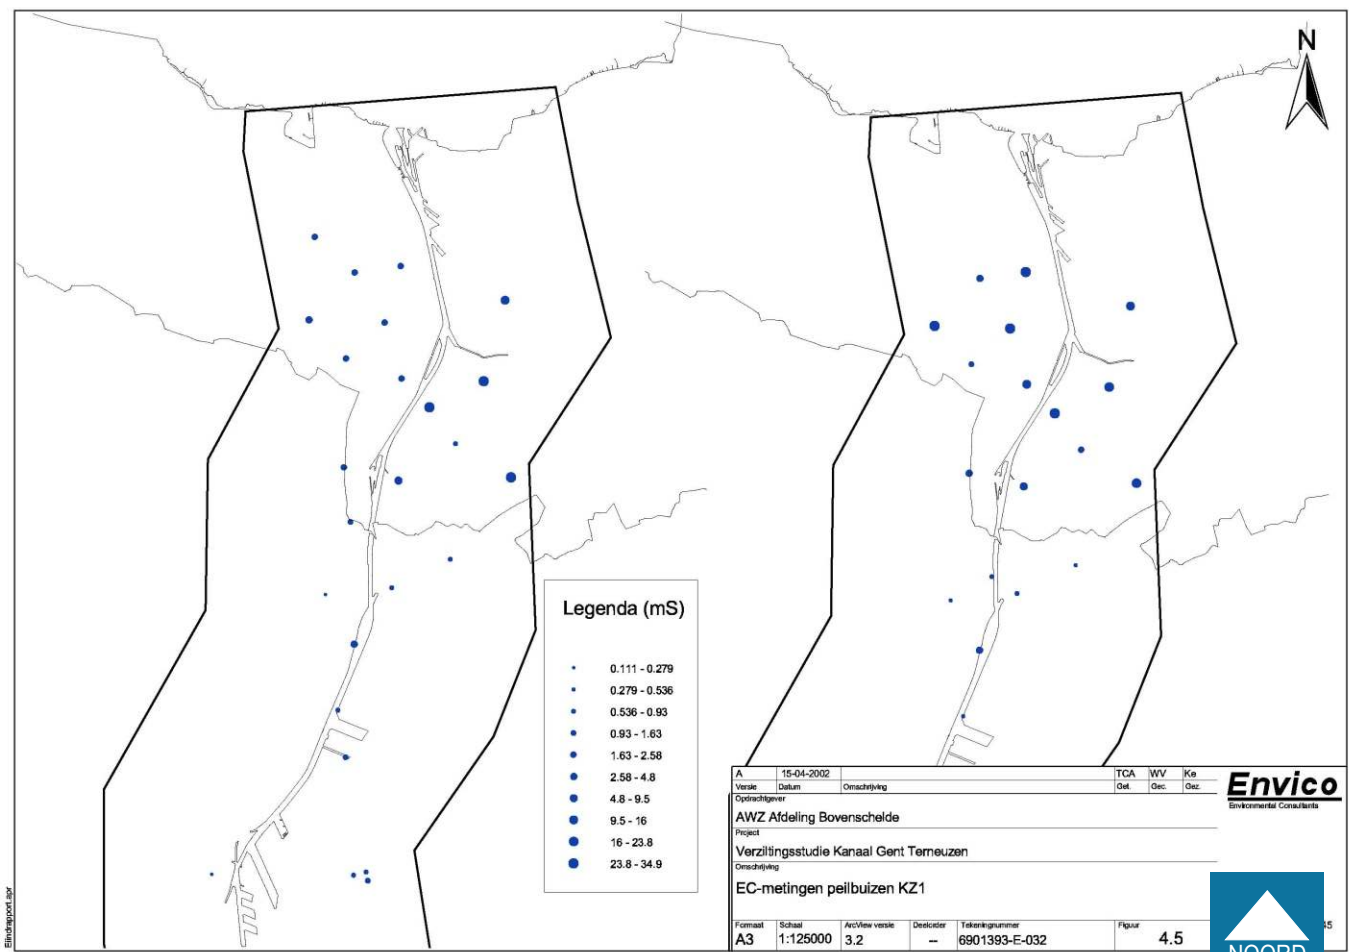 N
Legenda (mS)
0.111 - 0.279
0.279 - 0.536
0.536 - 0.93
0.93 - 1.63
1.63 - 2.58
2.58 - 4.8
4.8 - 9.5
9.5 - 16
16 - 23.8
23.8 - 34.9
A 15-04-2002 TCA WV Ke
Versie Datum Omschrijving Get. Gec. Gez.
Envico
Environmental Consultants
Opdrachtgever
AWZ Afdeling Bovenschelde
Project
Verziltingsstudie Kanaal Gent Terneuzen
Omschrijving
EC-metingen peilbuizen KZ1
Formaat Schaal ArcView versie Deelorder Tekeningnummer Figuur
A3 1:125000 3.2 -- 6901393-E-032 4.5
45
NOORD
Eindrapport.apr